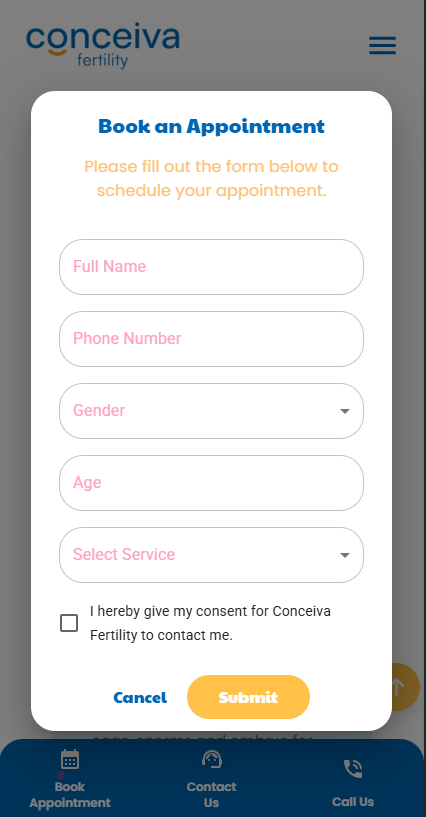 conceiva
fertility
Book an Appointment
Please fill out the form below to
schedule your appointment.
Full Name
Phone Number
Gender
Age
Select Service
I hereby give my consent for Conceiva
Fertility to contact me.
Cancel
Submit
Book
Appointment
Contact
Us
Call Us